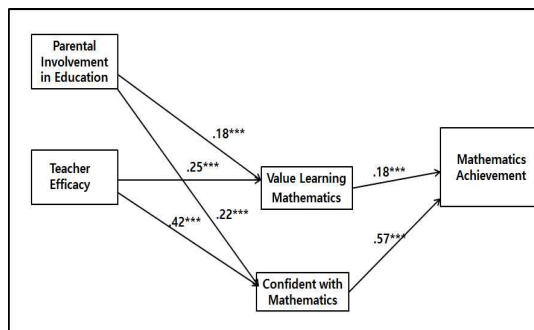 Parental
Involvement
in Education
.18***
Teacher
Efficacy
.25***
Value Learning
Mathematics
.18***
Mathematics
Achievement
.42***
.22***
.57***
Confident with
Mathematics